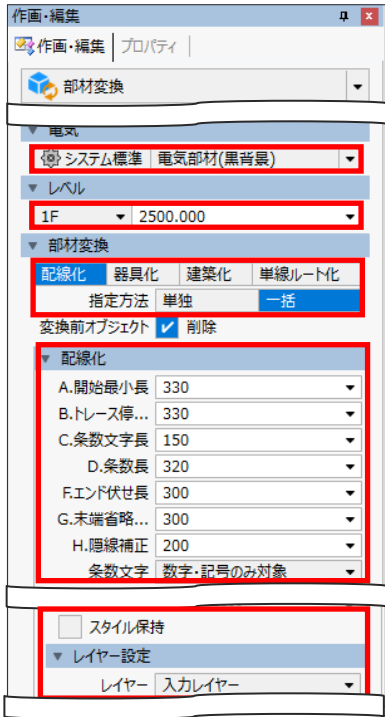 作画・編集
作画・編集 プロパティ
部材変換
電気
システム標準 電気部材(黒背景)
レベル
1F 2500.000
部材変換
配線化 器具化 建築化 単線ルート化
指定方法 単独 一括
変換前オブジェクト 削除
配線化
A.開始最小長 330
B.トレース停... 330
C.条数文字長 150
D.条数長 320
F.エンド伏せ長 300
G.末端省略... 300
H.隠線補正 200
条数文字 数字・記号のみ対象
スタイル保持
レイヤー設定
レイヤー 入力レイヤー